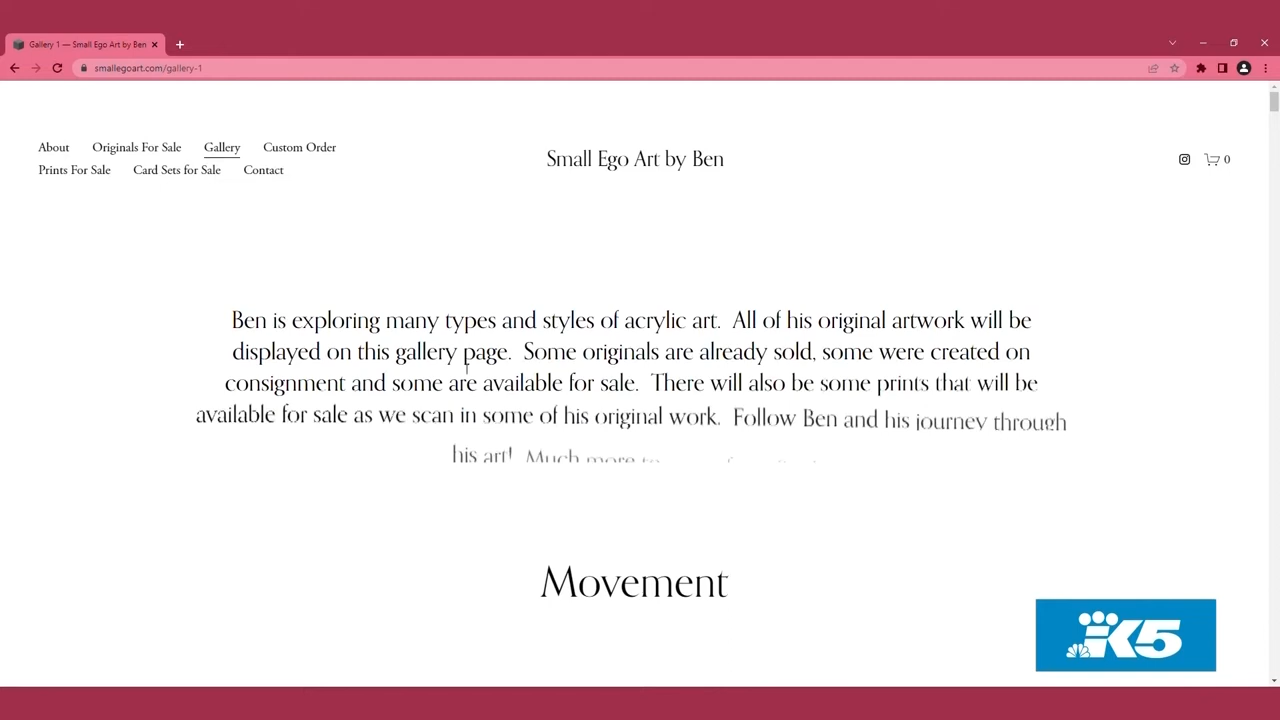 Gallery 1 — Small Ego Art by Ben
smallegoart.com/gallery-1
About Originals For Sale Gallery Custom Order
Prints For Sale Card Sets for Sale Contact
Small Ego Art by Ben
0
Ben is exploring many types and styles of acrylic art. All of his original artwork will be
displayed on this gallery page. Some originals are already sold, some were created on
consignment and some are available for sale. There will also be some prints that will be
available for sale as we scan in some of his original work. Follow Ben and his journey through
his art! Much more to
Movement
K5